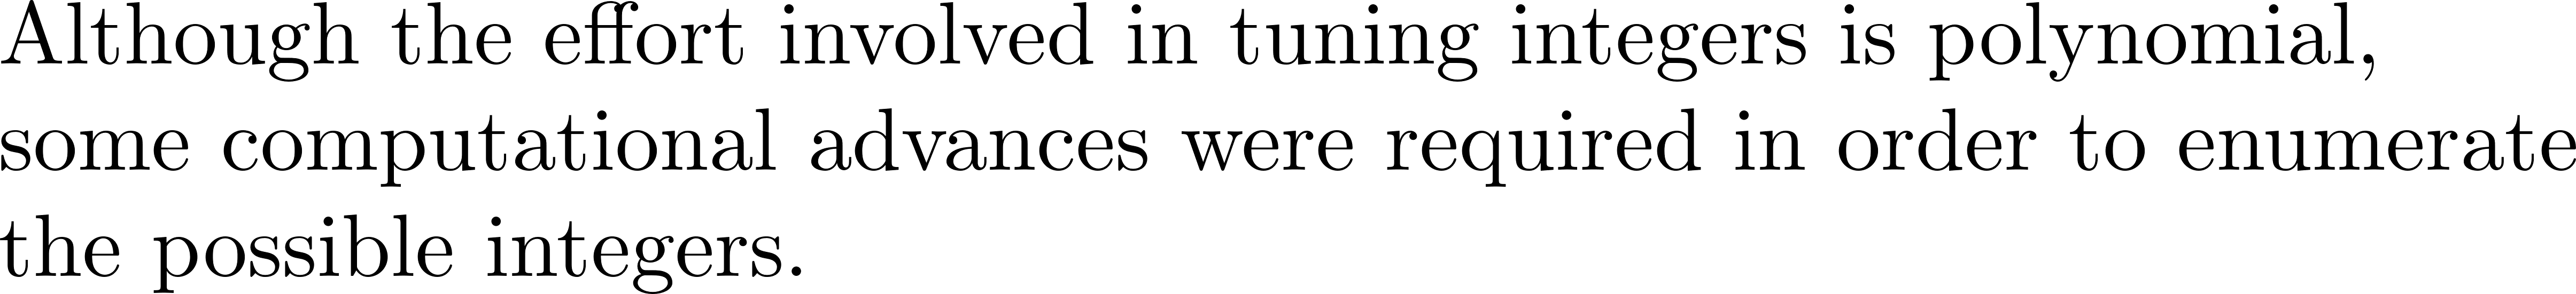 Although the effort involved in tuning integers is polynomial,
some computational advances were required in order to enumerate
the possible integers.